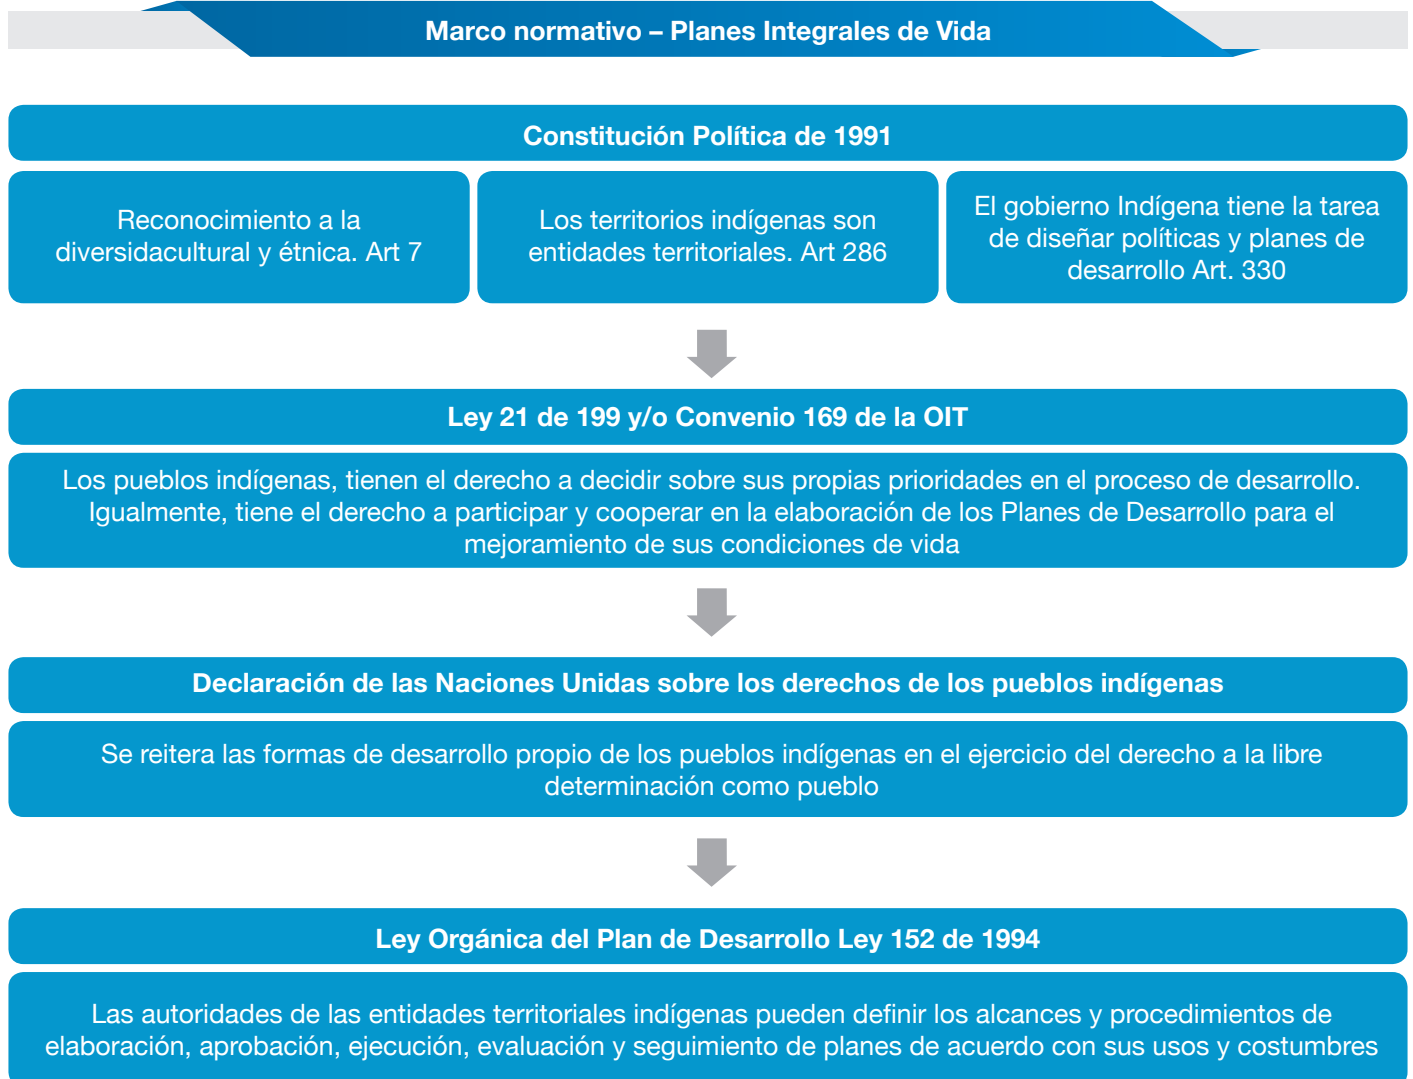 Marco normativo – Planes Integrales de Vida
Constitución Política de 1991
Reconocimiento a la
diversidacultural y étnica. Art 7
Los territorios indígenas son
entidades territoriales. Art 286
El gobierno Indígena tiene la tarea
de diseñar políticas y planes de
desarrollo Art. 330
Ley 21 de 199 y/o Convenio 169 de la OIT
Los pueblos indígenas, tienen el derecho a decidir sobre sus propias prioridades en el proceso de desarrollo.
Igualmente, tiene el derecho a participar y cooperar en la elaboración de los Planes de Desarrollo para el
mejoramiento de sus condiciones de vida
Declaración de las Naciones Unidas sobre los derechos de los pueblos indígenas
Se reitera las formas de desarrollo propio de los pueblos indígenas en el ejercicio del derecho a la libre
determinación como pueblo
Ley Orgánica del Plan de Desarrollo Ley 152 de 1994
Las autoridades de las entidades territoriales indígenas pueden definir los alcances y procedimientos de
elaboración, aprobación, ejecución, evaluación y seguimiento de planes de acuerdo con sus usos y costumbres